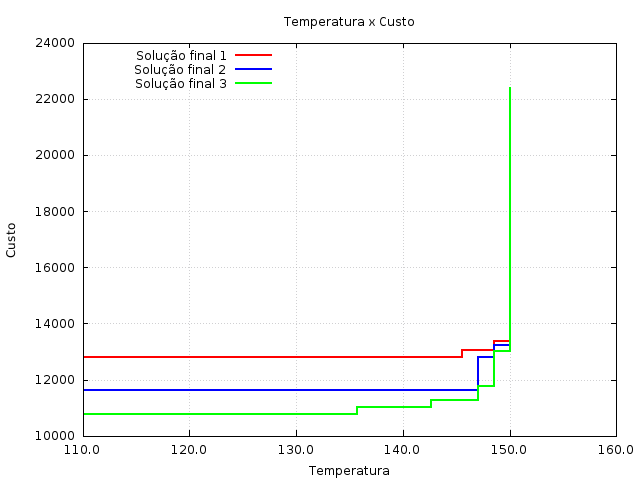 Temperatura x Custo
24000
22000
20000
18000
16000
14000
12000
10000
Solução final 1
Solução final 2
Solução final 3
Custo
110.0 120.0 130.0 140.0 150.0 160.0
Temperatura